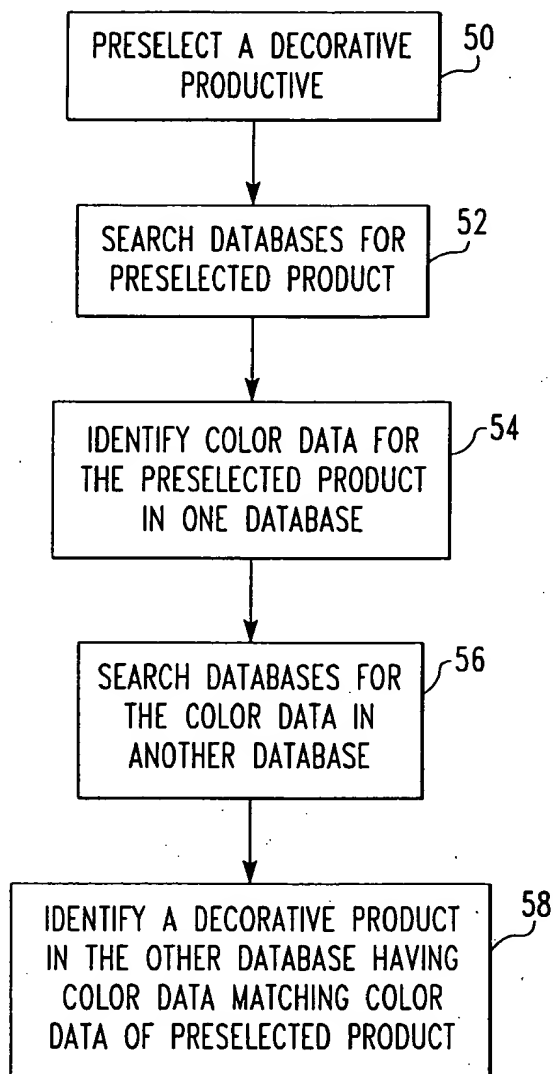 PRESELECT A DECORATIVE
PRODUCTIVE
50
SEARCH DATABASES FOR
PRESELECTED PRODUCT
52
IDENTIFY COLOR DATA FOR
THE PRESELECTED PRODUCT
IN ONE DATABASE
54
SEARCH DATABASES FOR
THE COLOR DATA IN
ANOTHER DATABASE
56
IDENTIFY A DECORATIVE PRODUCT
IN THE OTHER DATABASE HAVING
COLOR DATA MATCHING COLOR
DATA OF PRESELECTED PRODUCT
58